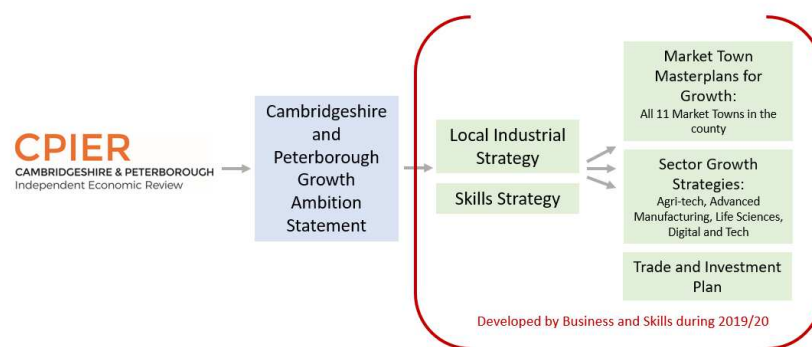 CPIER
CAMBRIDGESHIRE & PETERBOROUGH
Independent Economic Review
Cambridgeshire
and
Peterborough
Growth
Ambition
Statement
Local Industrial
Strategy
Skills Strategy
Market Town
Masterplans for
Growth:
All 11 Market Towns in the
county
Sector Growth
Strategies:
Agri-tech, Advanced
Manufacturing, Life Sciences,
Digital and Tech
Trade and Investment
Plan
Developed by Business and Skills during 2019/20